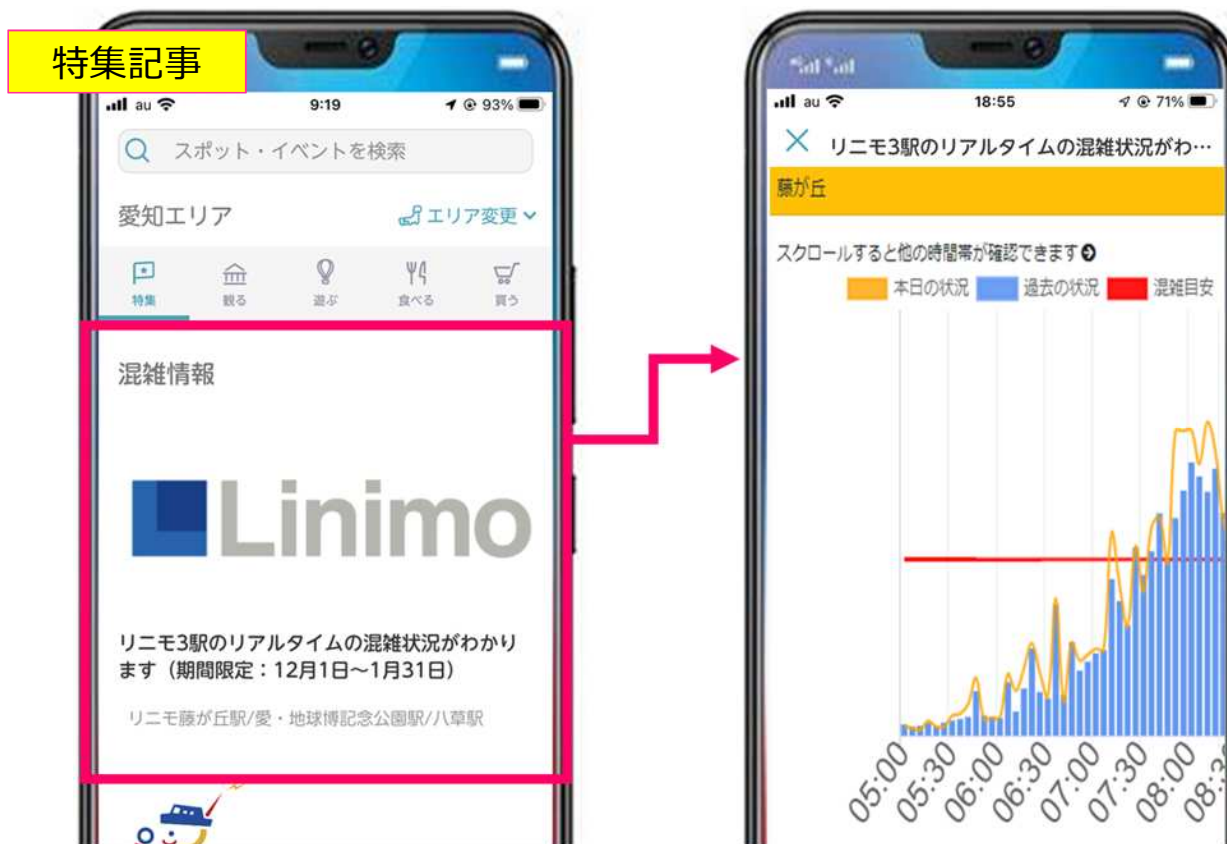 特集記事
au 9:19 93%
スポット・イベントを検索
愛知エリア エリア変更
特集 観る 遊ぶ 食べる 買う
混雑情報
Linimo
リニモ3駅のリアルタイムの混雑状況がわかり
ます（期間限定：12月1日～1月31日）
リニモ藤が丘駅/愛・地球博記念公園駅/八草駅
au 18:55 71%
リニモ3駅のリアルタイムの混雑状況がわ…
藤が丘
スクロールすると他の時間帯が確認できます
本日の状況 過去の状況 混雑目安
05:00 05:30 06:00 06:30 07:00 07:30 08:00